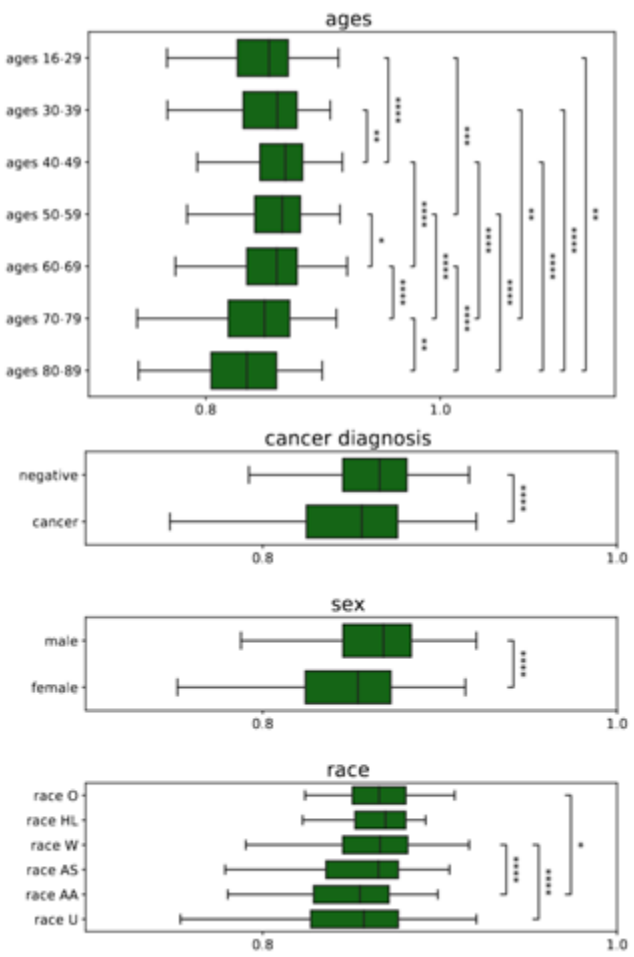 ages
ages 16-29
ages 30-39
ages 40-49
ages 50-59
ages 60-69
ages 70-79
ages 80-89
**
****
*
****
****
**
****
***
****
****
****
**
****
****
**
0.8 1.0
cancer diagnosis
negative
cancer
****
0.8 1.0
sex
male
female
****
0.8 1.0
race
race O
race HL
race W
race AS
race AA
race U
****
****
*
0.8 1.0